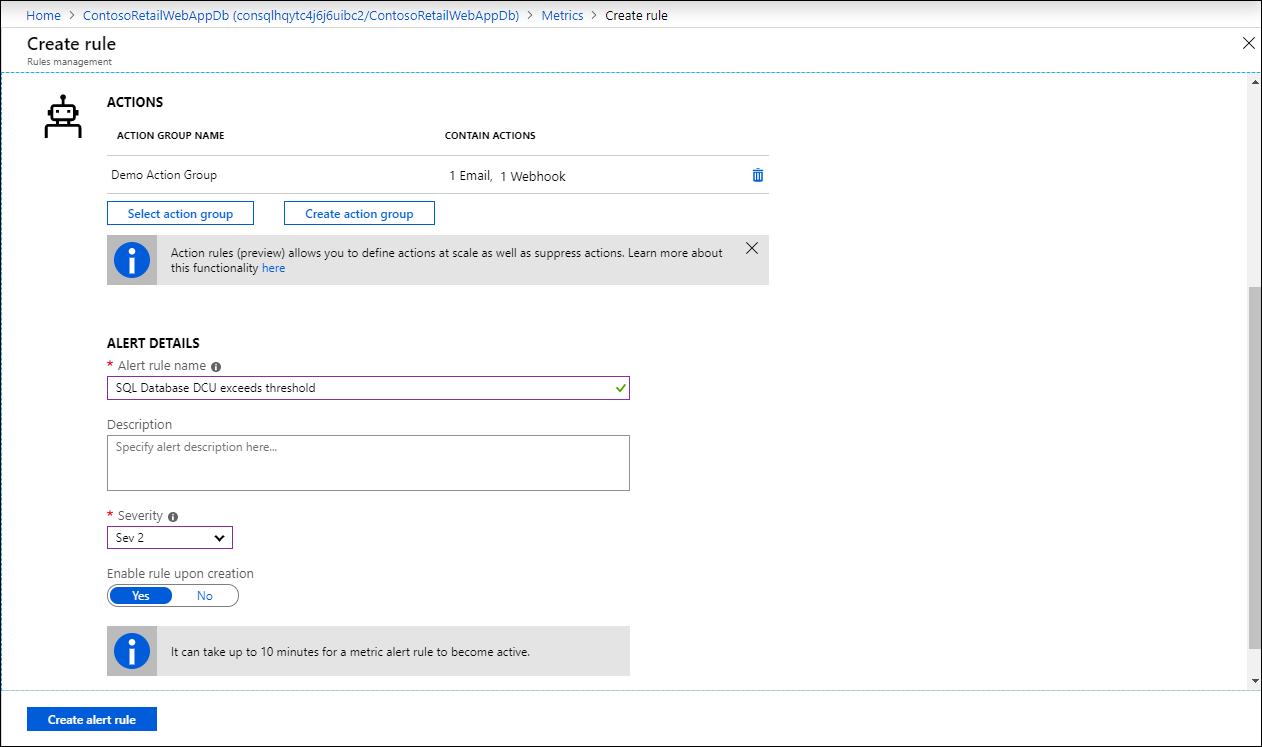 Home > ContosoRetailWebAppDb (consqlhqytc4j6j6uibc2/ContosoRetailWebAppDb) > Metrics > Create rule
Create rule
Rules management
ACTIONS
ACTION GROUP NAME CONTAIN ACTIONS
Demo Action Group 1 Email, 1 Webhook
Select action group Create action group
Action rules (preview) allows you to define actions at scale as well as suppress actions. Learn more about
this functionality here
ALERT DETAILS
* Alert rule name
SQL Database DCU exceeds threshold
Description
Specify alert description here...
* Severity
Sev 2
Enable rule upon creation
Yes No
It can take up to 10 minutes for a metric alert rule to become active.
Create alert rule